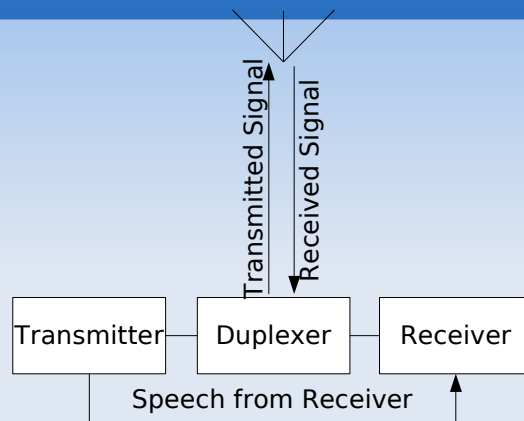 Transmitted Signal
Received Signal
Transmitter
Duplexer
Receiver
Speech from Receiver